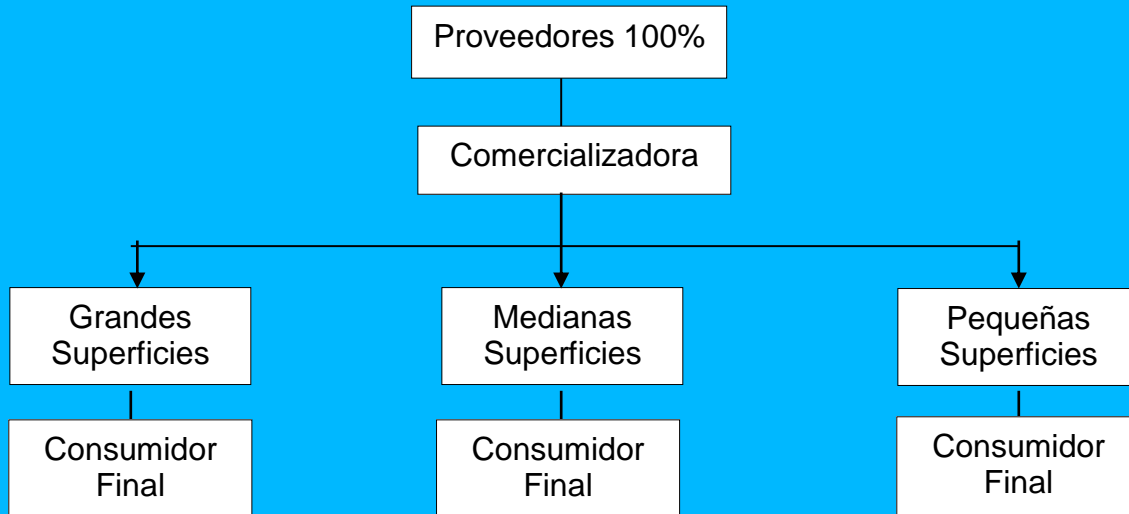 Proveedores 100%
Comercializadora
Grandes
Superficies
Medianas
Superficies
Pequeñas
Superficies
Consumidor
Final
Consumidor
Final
Consumidor
Final